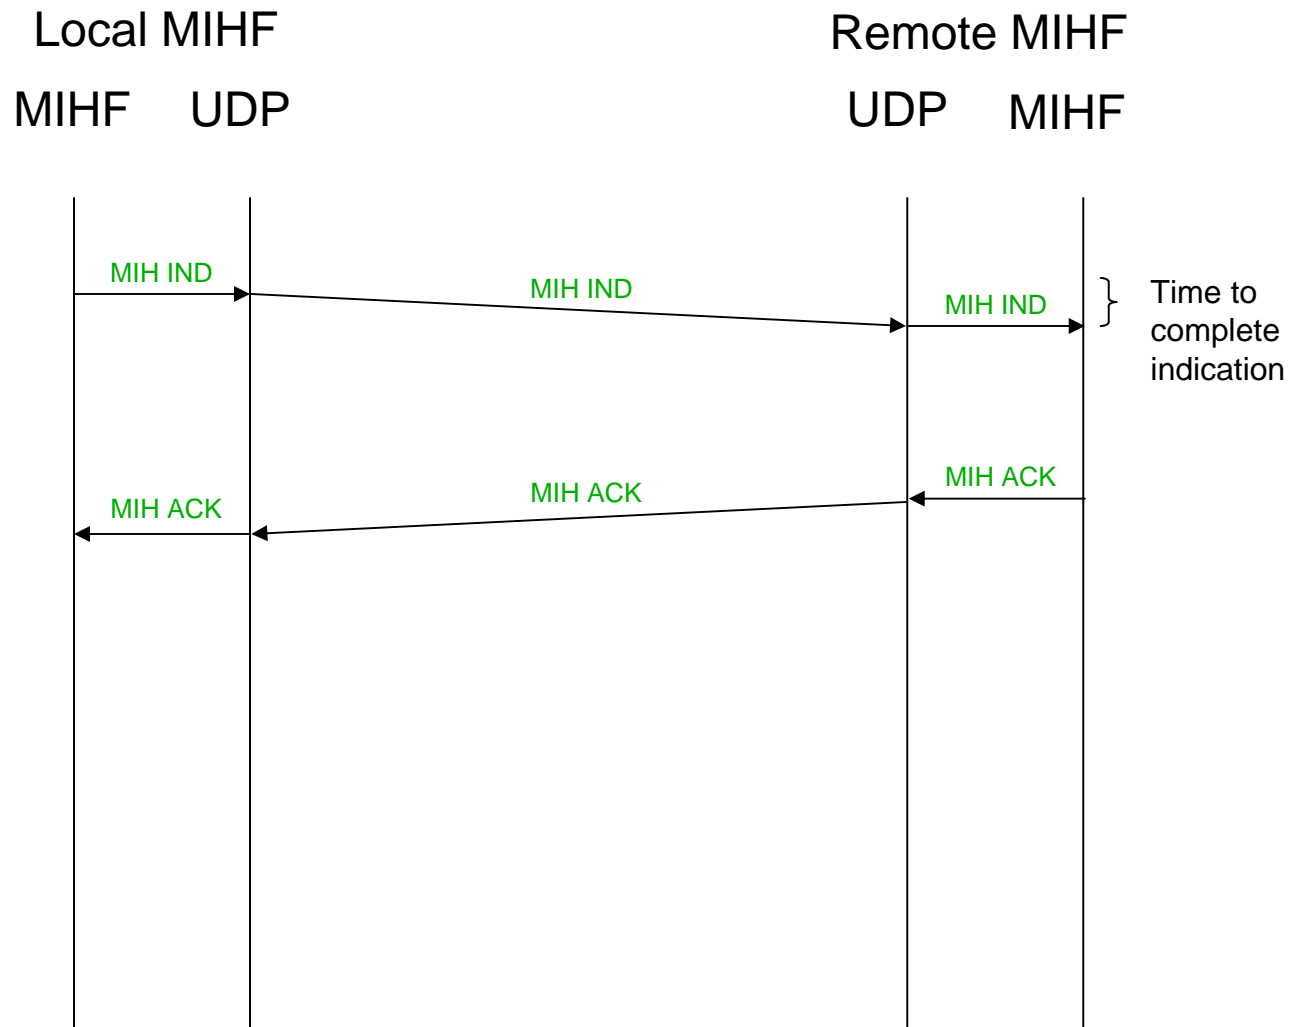 Local MIHF
Remote MIHF
MIHF
UDP
UDP
MIHF
MIH IND
MIH IND
MIH IND
Time to
complete
indication
MIH ACK
MIH ACK
MIH ACK